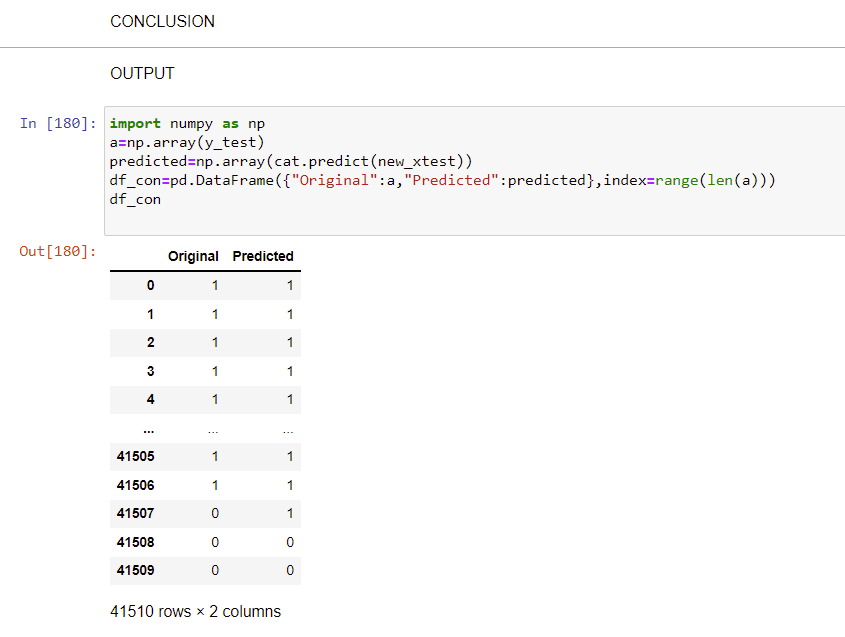 CONCLUSION
OUTPUT
In [180]:
import numpy as np
a=np.array(y_test)
predicted=np.array(cat.predict(new_xtest))
df_con=pd.DataFrame({"Original":a,"Predicted":predicted},index=range(len(a)))
df_con
Out[180]:
Original Predicted
0 1 1
1 1 1
2 1 1
3 1 1
4 1 1
... ... ...
41505 1 1
41506 1 1
41507 0 1
41508 0 0
41509 0 0
41510 rows × 2 columns